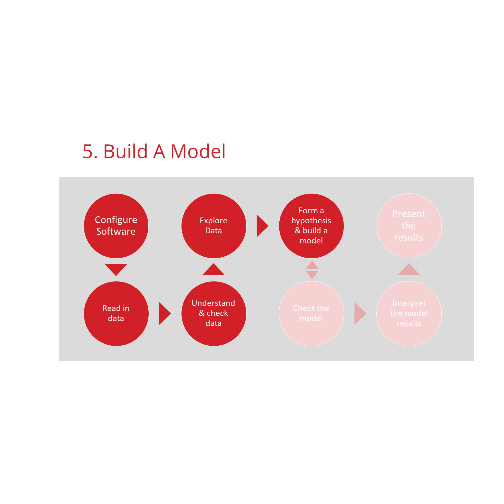 5. Build A Model
Configure
Software
Explore
Data
Form a
hypothesis
& build a
model
Present
the
results
Read in
data
Understand
& check
data
Check the
model
Interpret
the model
results